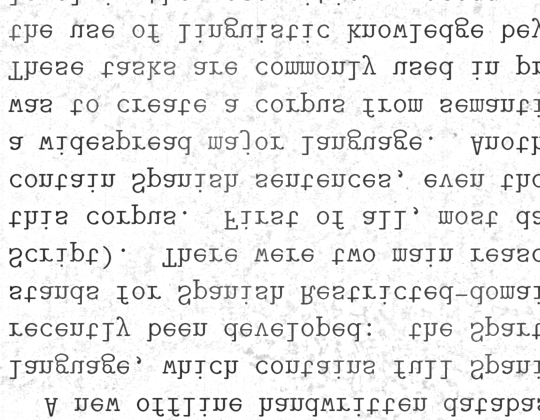 A new offline handwritten databas
language, which contains full Spani
recently been developed: the Spart
stands for Spanish Restricted-domai
Script). There were two main reaso
this corpus. First of all, most da
contain Spanish sentences, even tho
a widespread major language. Anoth
was to create a corpus from semanti
These tasks are commonly used in pr
the use of linguistic knowledge bey